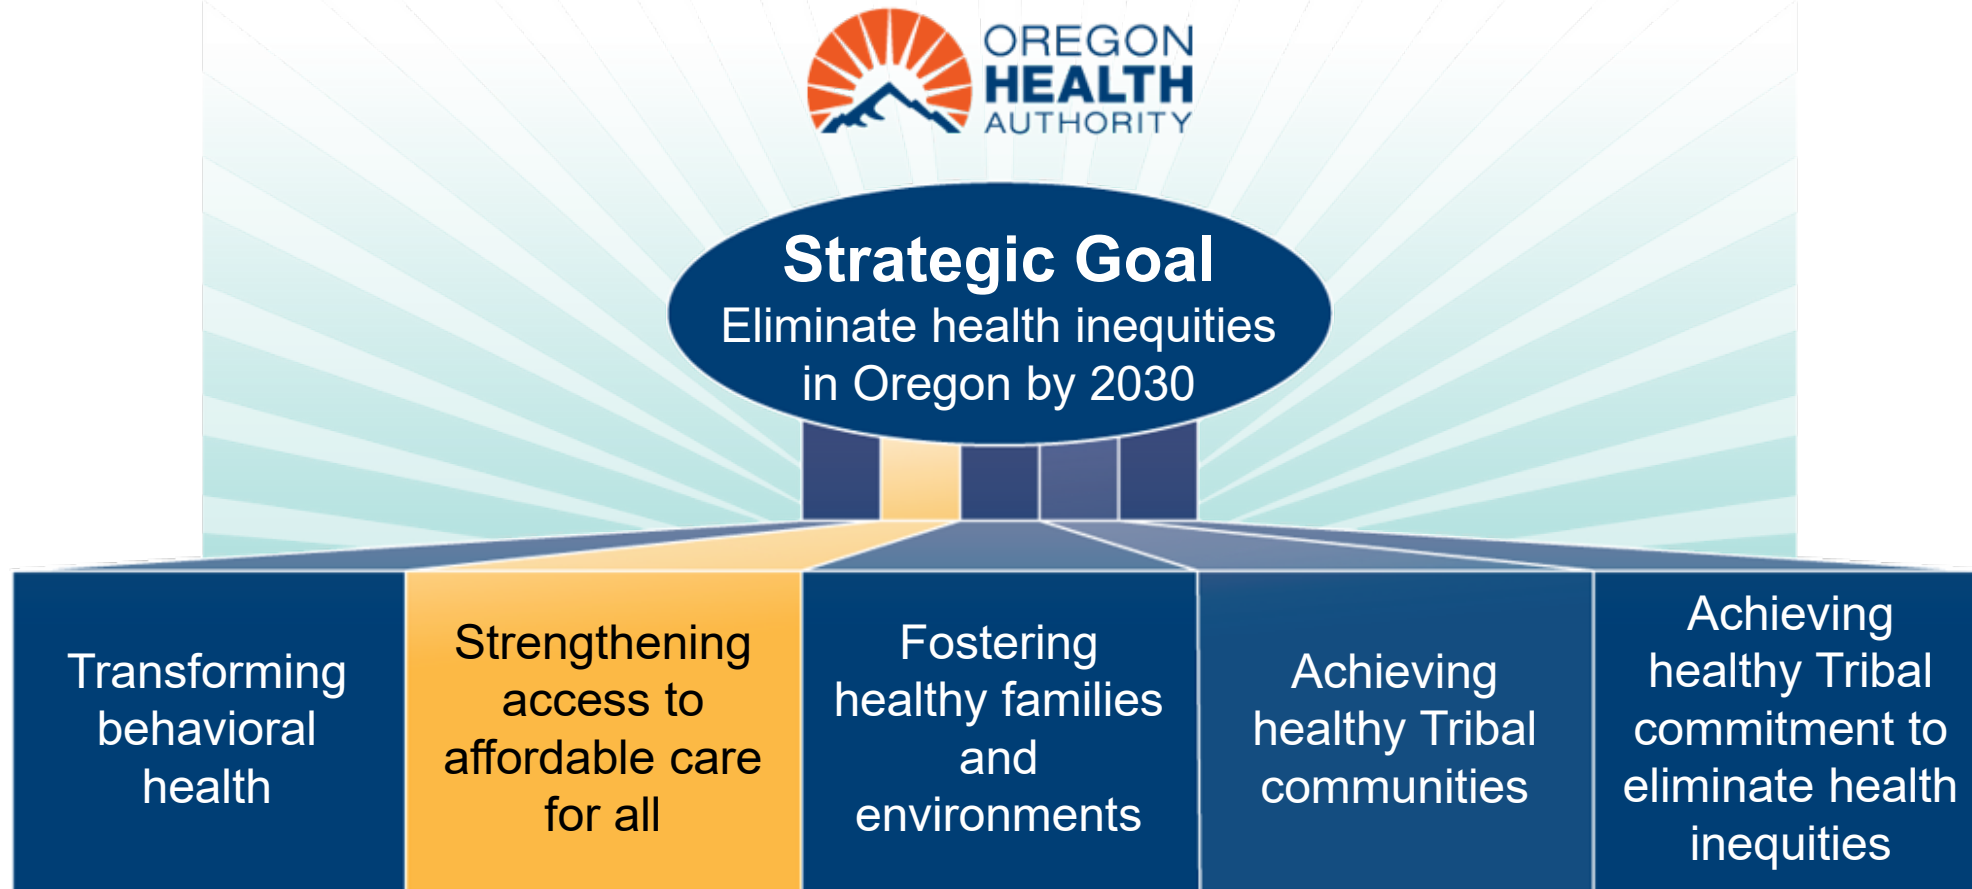 OREGON
HEALTH
AUTHORITY
Strategic Goal
Eliminate health inequities
in Oregon by 2030
Transforming
behavioral
health
Strengthening
access to
affordable care
for all
Fostering
healthy families
and
environments
Achieving
healthy Tribal
communities
Achieving
healthy Tribal
commitment to
eliminate health
inequities